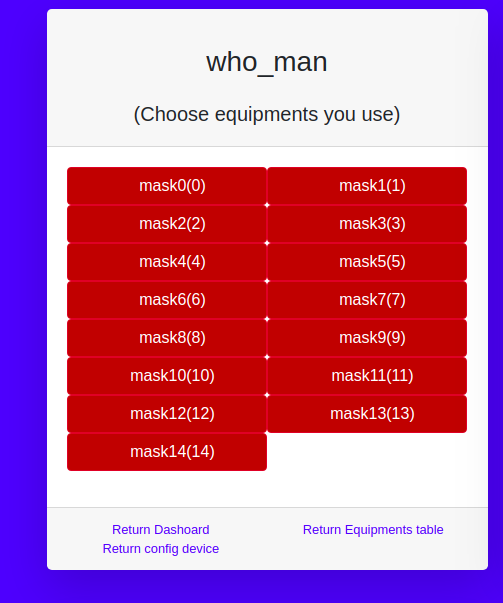 who_man
(Choose equipments you use)
mask0(0) mask1(1)
mask2(2) mask3(3)
mask4(4) mask5(5)
mask6(6) mask7(7)
mask8(8) mask9(9)
mask10(10) mask11(11)
mask12(12) mask13(13)
mask14(14)
Return Dashoard Return Equipments table
Return config device